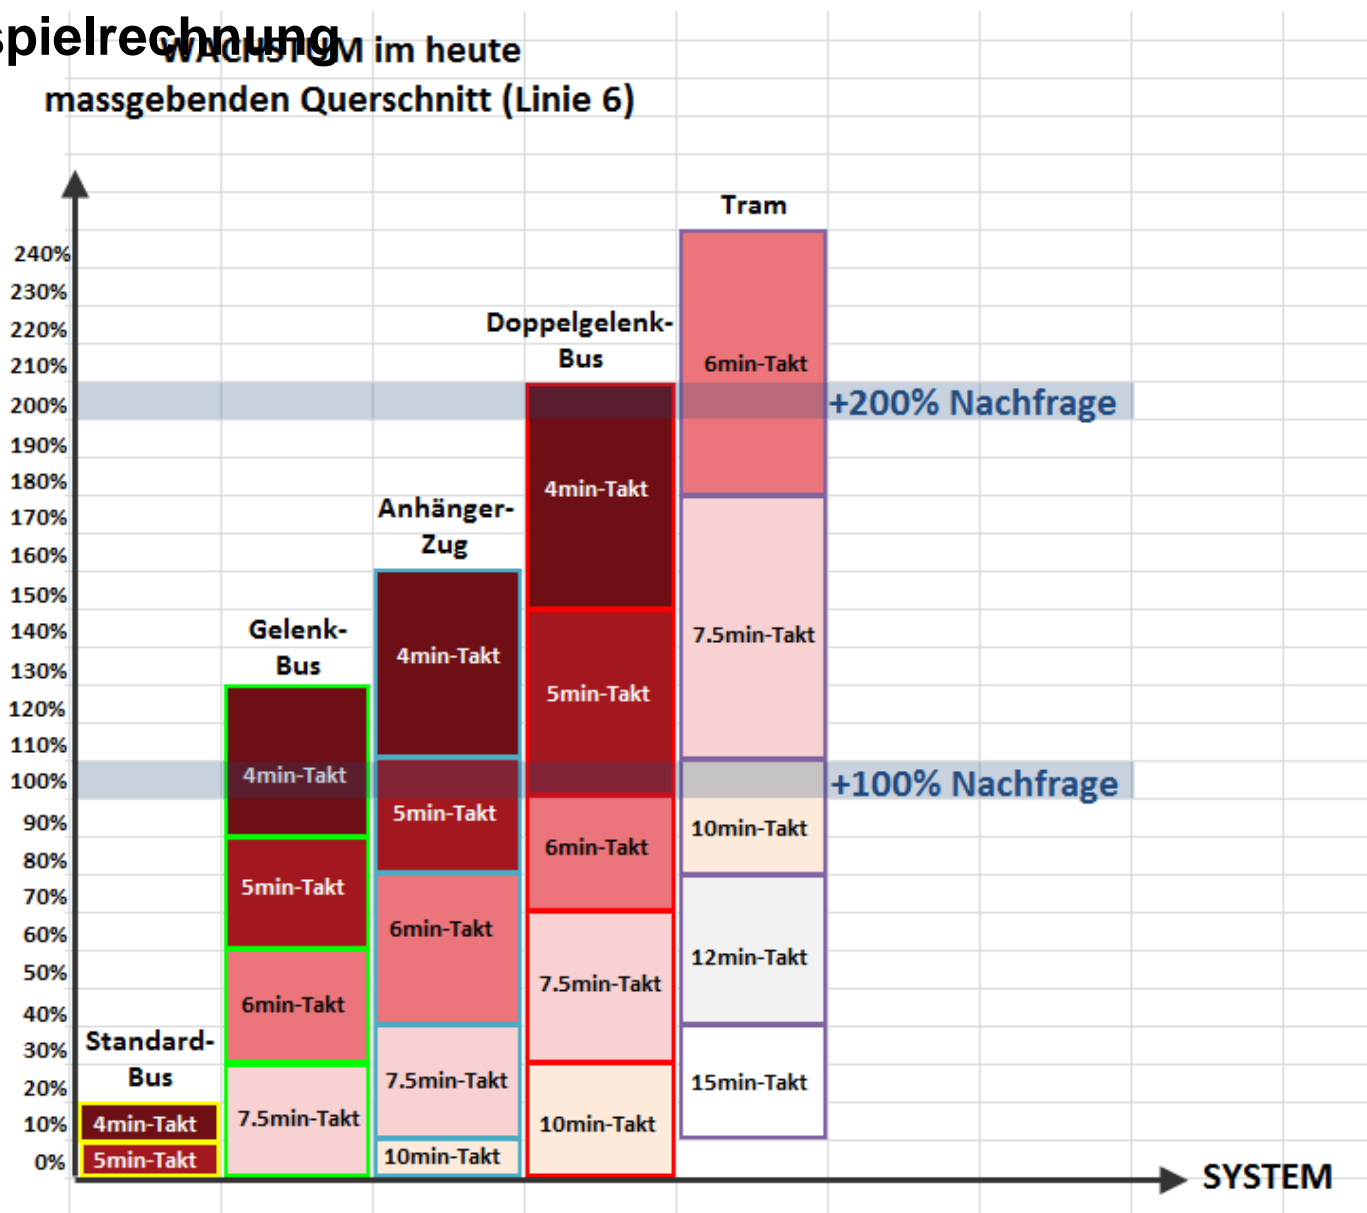 spielrechnung
WACHSTUM im heute
massgebenden Querschnitt (Linie 6)
Tram
240%
230%
220%
210%
200%
190%
180%
170%
160%
150%
140%
130%
120%
110%
100%
90%
80%
70%
60%
50%
40%
30%
20%
10%
0%
Standard-
Bus
4min-Takt
5min-Takt
Gelenk-
Bus
4min-Takt
5min-Takt
6min-Takt
7.5min-Takt
Anhänger-
Zug
4min-Takt
5min-Takt
6min-Takt
7.5min-Takt
10min-Takt
Doppelgelenk-
Bus
4min-Takt
5min-Takt
6min-Takt
7.5min-Takt
10min-Takt
6min-Takt
7.5min-Takt
10min-Takt
12min-Takt
15min-Takt
+200% Nachfrage
+100% Nachfrage
SYSTEM